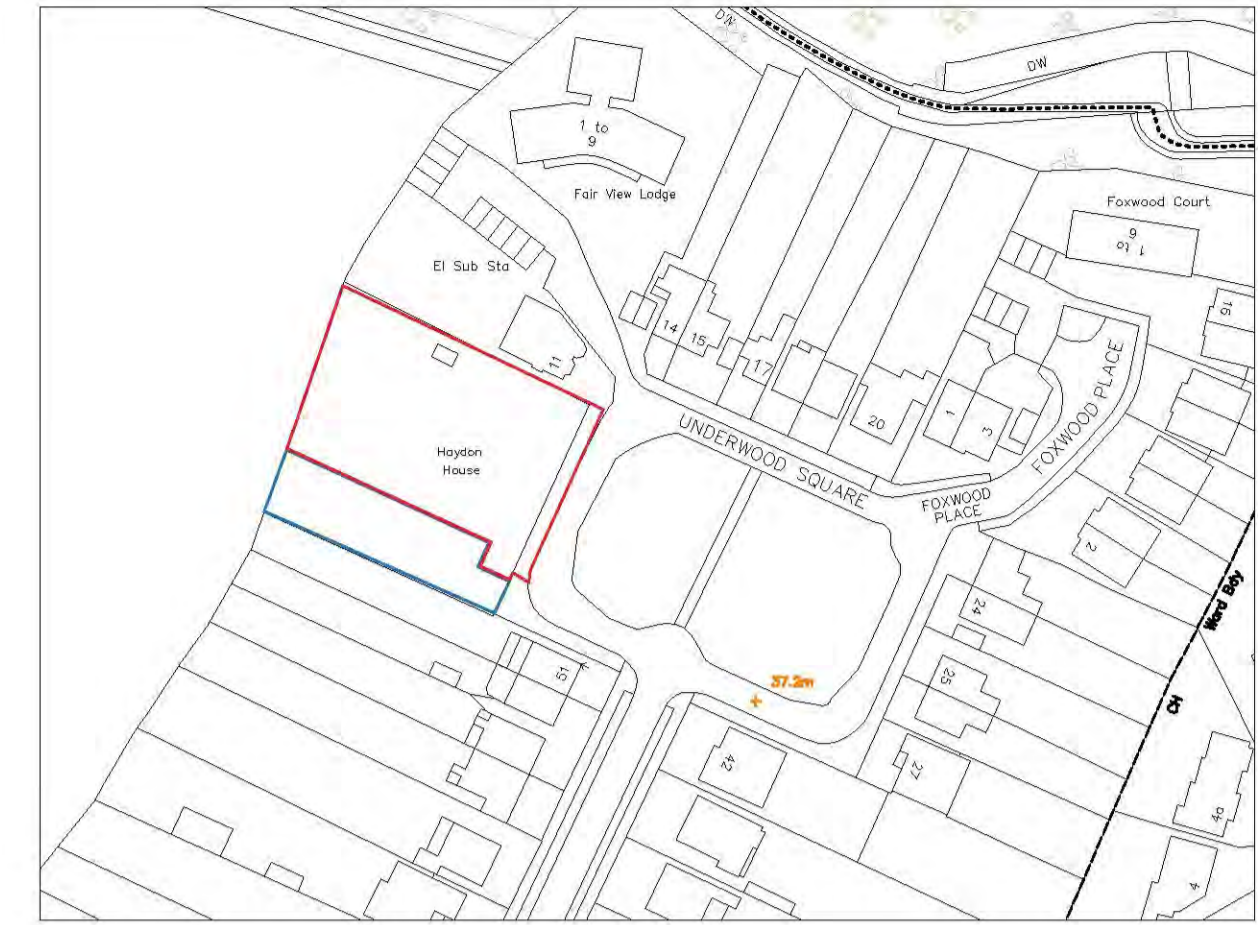 DW
DW
1 to
9
Fair View Lodge
Foxwood Court
1 to
6
El Sub Sta
16
14
15
17
11
20
1
3
FOXWOOD PLACE
UNDERWOOD SQUARE
Haydon
House
FOXWOOD
PLACE
2
24
Ward Bdy
51
25
37.2m
CH
42
27
4a
4